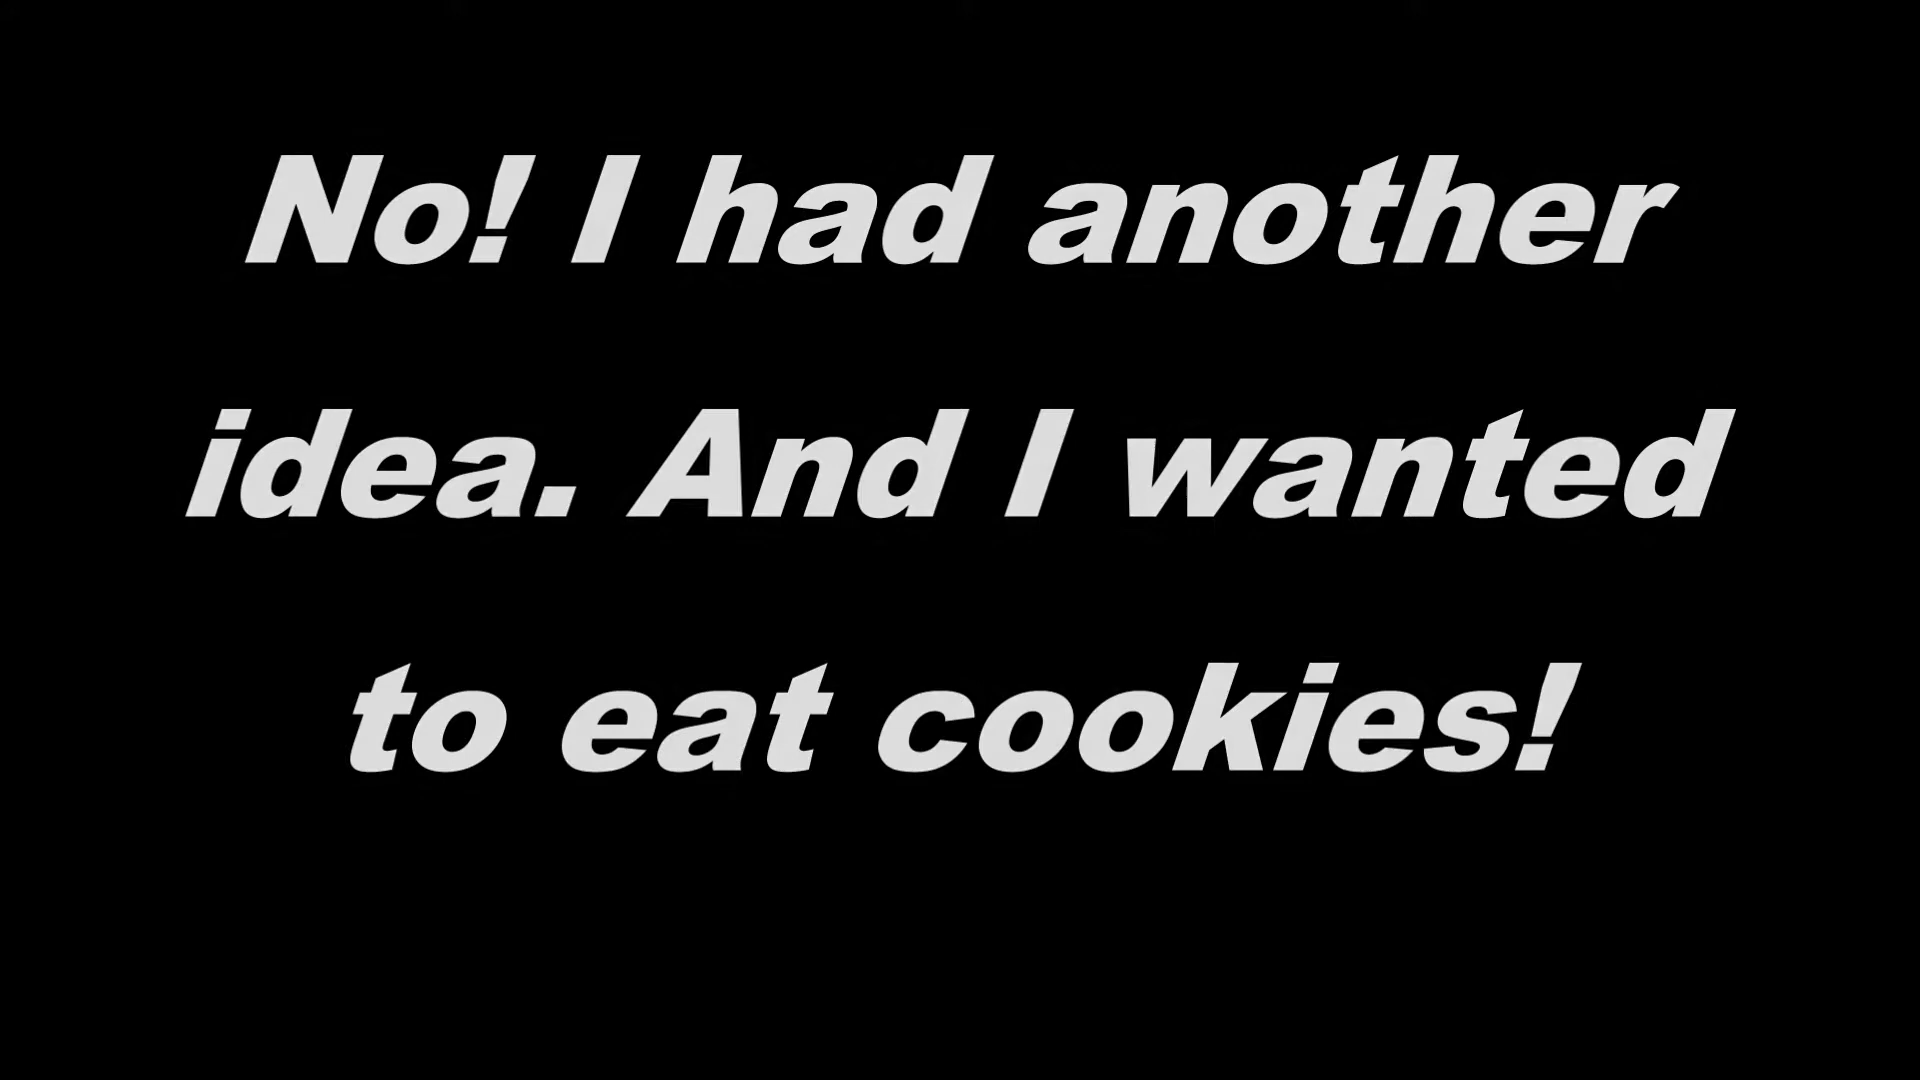 No! I had another
idea. And I wanted
to eat cookies!